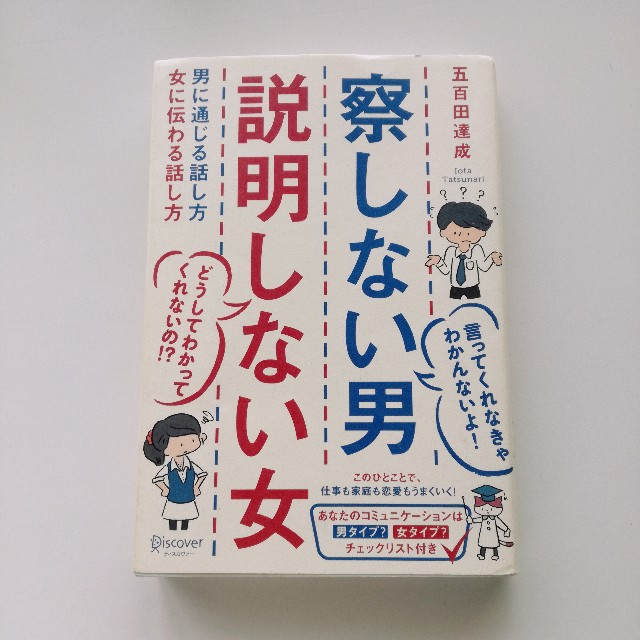 五百田達成
Iota
Tatsunari
???
察しない男
説明しない女
男に通じる話し方
女に伝わる話し方
言ってくれなきゃ
わかんないよ!
どうしてわかって
くれないの!?
このひとことで、
仕事も家庭も恋愛もうまくいく!
あなたのコミュニケーションは
男タイプ? 女タイプ?
チェックリスト付き
Discover
ディスカヴァー